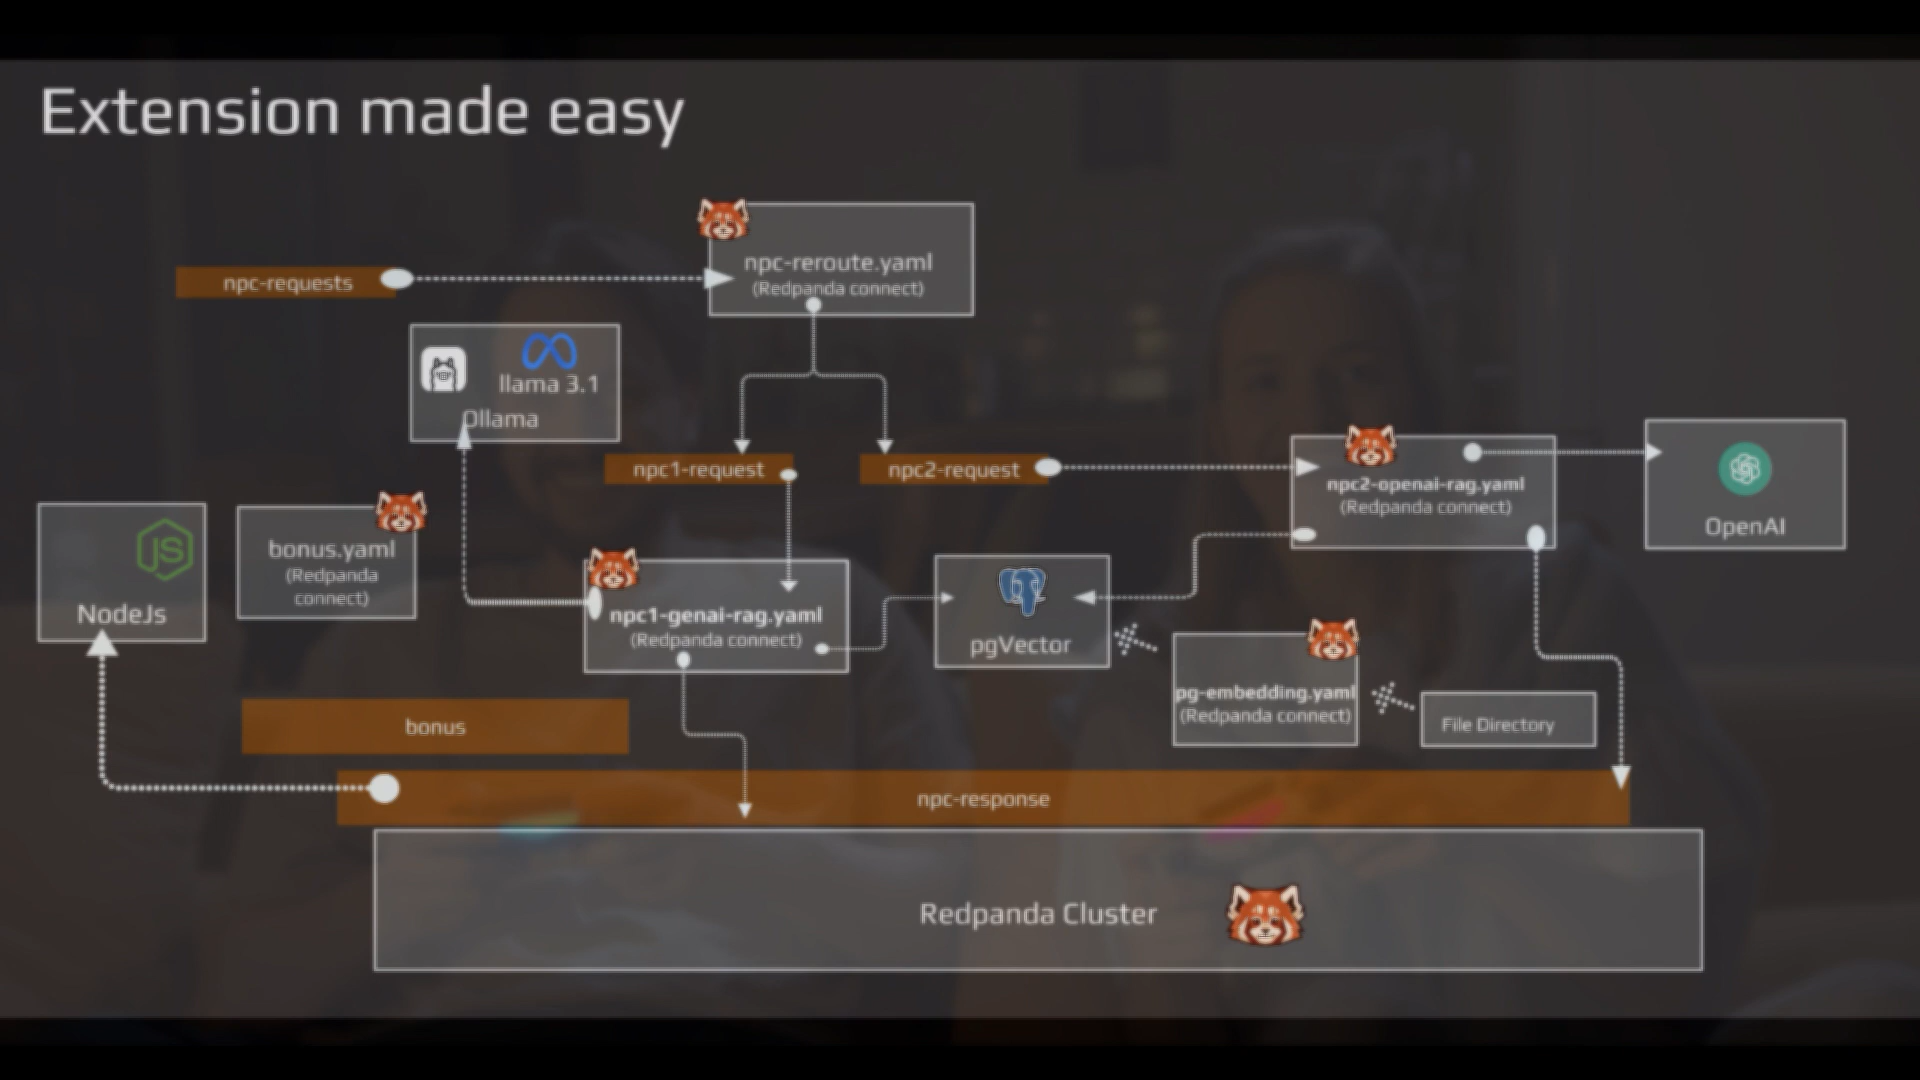 Extension made easy
npc-reroute.yaml
(Redpanda connect)
npc-requests
llama 3.1
Ollama
npc1-request
npc2-request
npc2-openai-rag.yaml
(Redpanda connect)
OpenAI
JS
NodeJs
bonus.yaml
(Redpanda
connect)
npc1-genai-rag.yaml
(Redpanda connect)
pgVector
pg-embedding.yaml
(Redpanda connect)
File Directory
bonus
npc-response
Redpanda Cluster